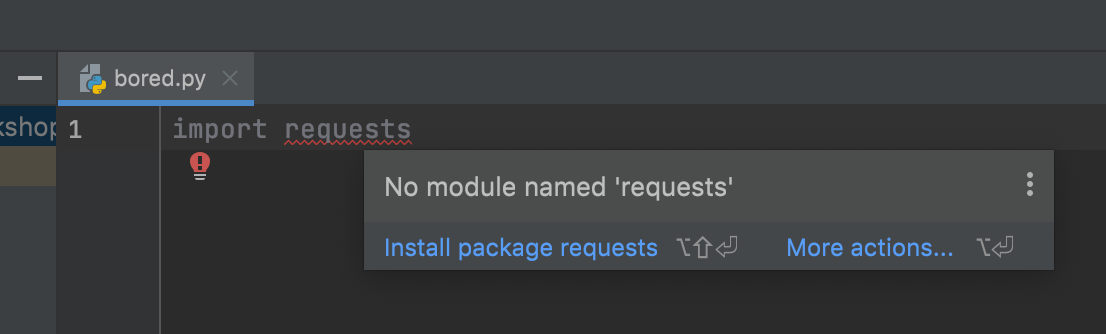 bored.py
kshop
1 import requests
No module named 'requests'
Install package requests ⌥⇧⏎ More actions... ⌥⏎